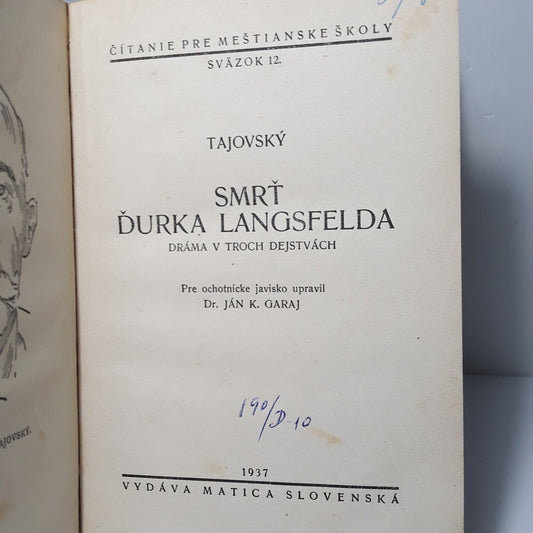 ČÍTANIE PRE MEŠTIANSKE ŠKOLY
SVÄZOK 12.
TAJOVSKÝ
SMRŤ
ĎURKA LANGSFELDA
DRÁMA V TROCH DEJSTVÁCH
Pre ochotnícke javisko upravil
Dr. JÁN K. GARAJ
190/D-10
1937
VYDÁVA MATICA SLOVENSKÁ
AJOVSKÝ.